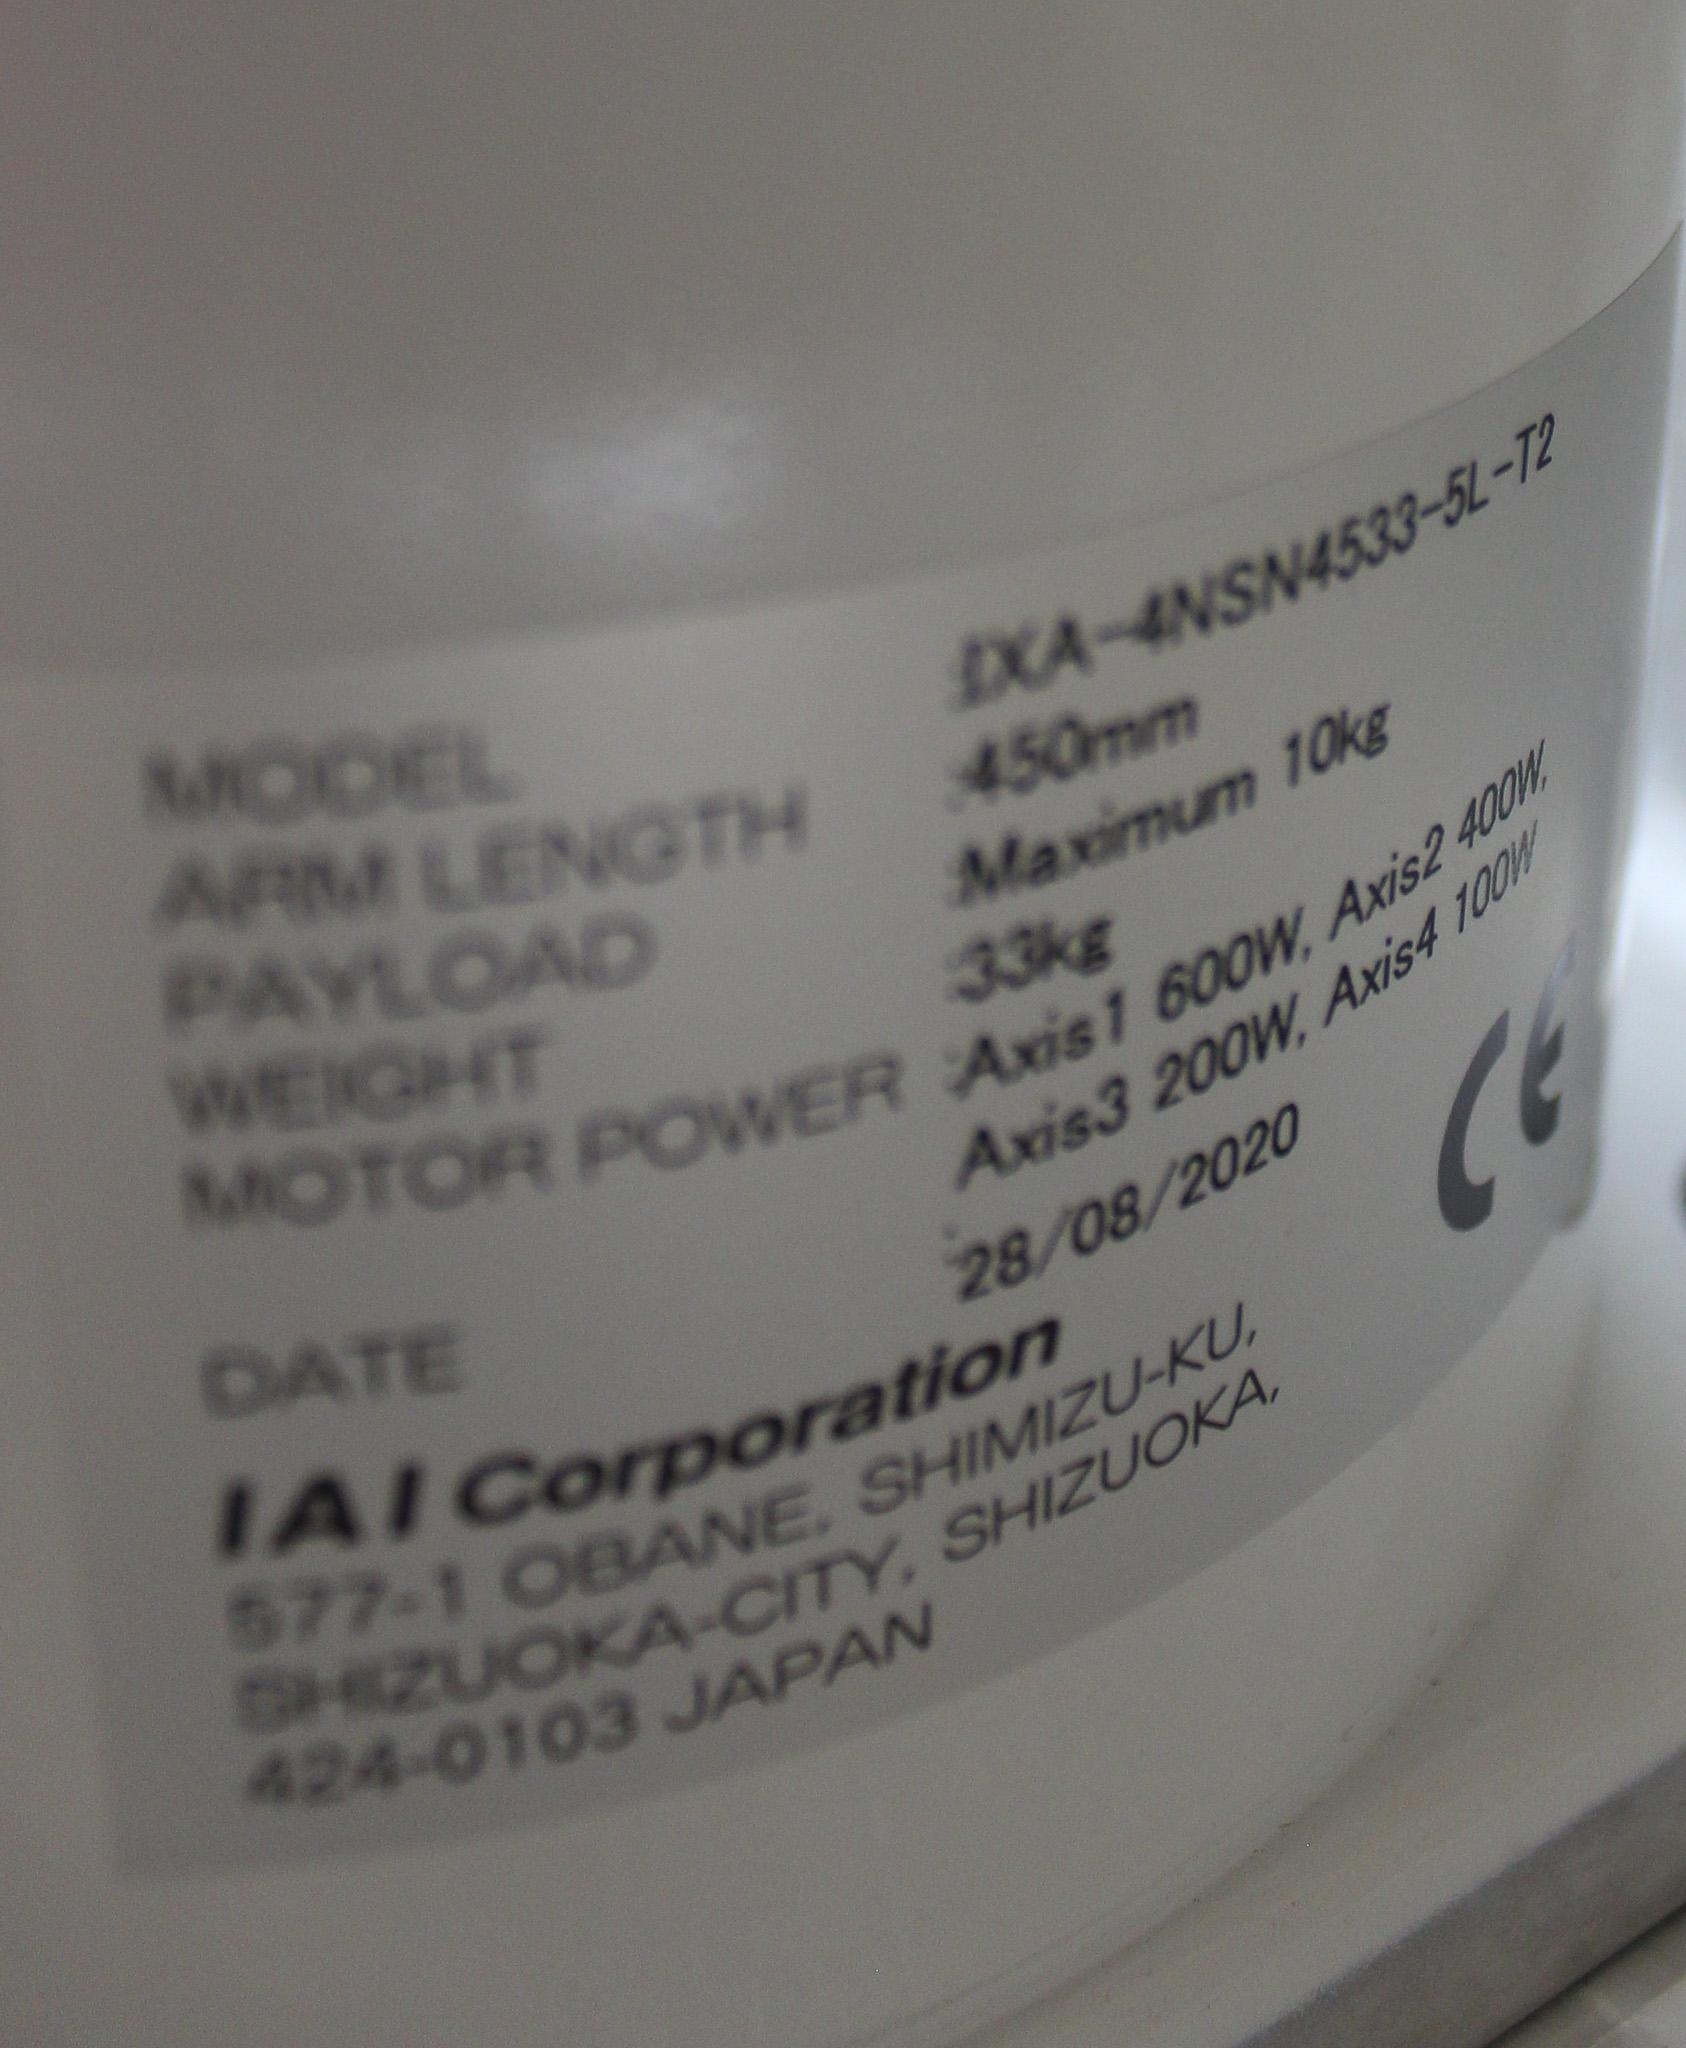 MODEL :IXA-4NSN4533-5L-T2
ARM LENGTH :450mm
PAYLOAD :Maximum 10kg
WEIGHT :33kg
MOTOR POWER :Axis1 600W, Axis2 400W,
Axis3 200W, Axis4 100W
DATE :28/08/2020
CE
IAI Corporation
577-1 OBANE, SHIMIZU-KU,
SHIZUOKA-CITY, SHIZUOKA,
424-0103 JAPAN